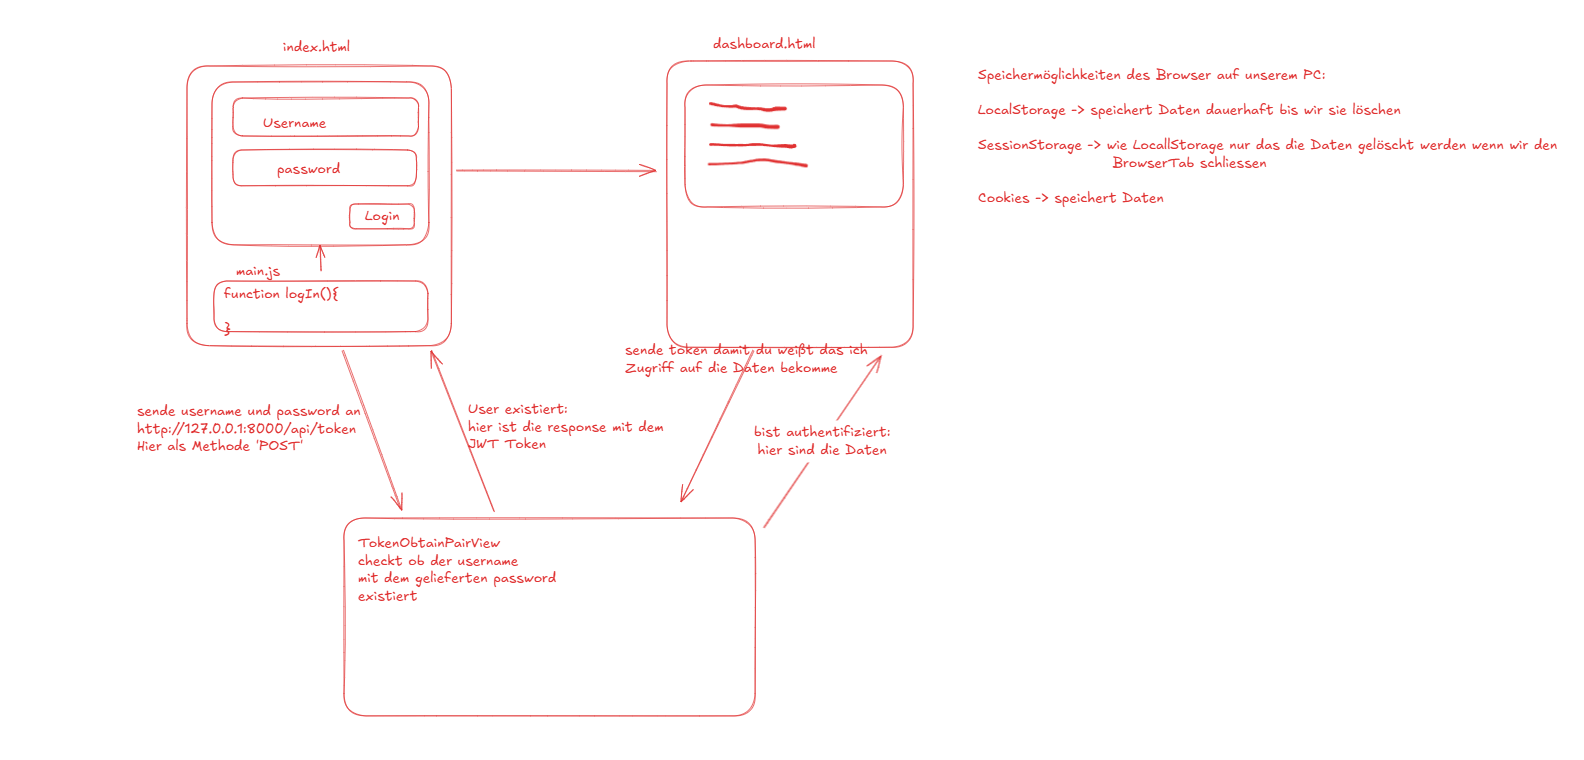 index.html
Username
password
Login
main.js
function logIn(){
}
dashboard.html
Speichermöglichkeiten des Browser auf unserem PC:
LocalStorage -> speichert Daten dauerhaft bis wir sie löschen
SessionStorage -> wie LocallStorage nur das die Daten gelöscht werden wenn wir den
BrowserTab schliessen
Cookies -> speichert Daten
sende token damit du weißt das ich
Zugriff auf die Daten bekomme
sende username und password an
http://127.0.0.1:8000/api/token
Hier als Methode 'POST'
User existiert:
hier ist die response mit dem
JWT Token
bist authentifiziert:
hier sind die Daten
TokenObtainPairView
checkt ob der username
mit dem gelieferten password
existiert